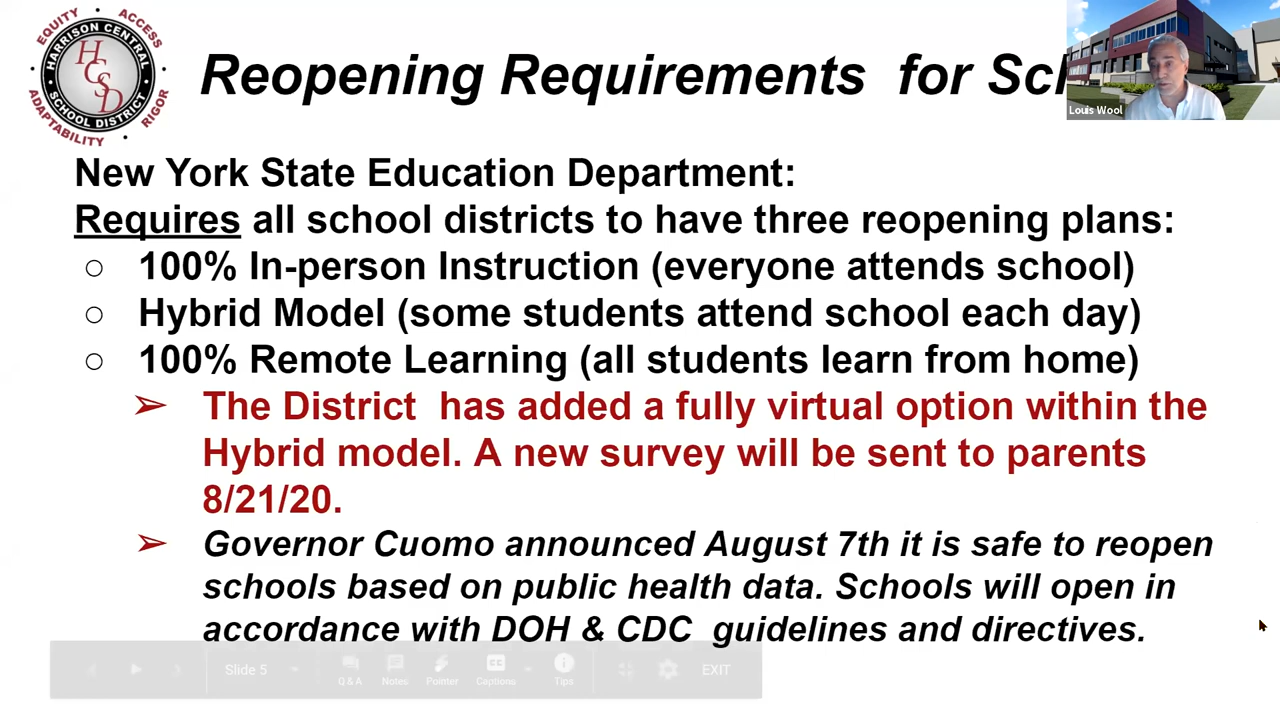 EQUITY
ACCESS
HARRISON CENTRAL
HCSD
SCHOOL DISTRICT
ADAPTABILITY
RIGOR
Reopening Requirements for Sch
Louis Wool
New York State Education Department:
Requires all school districts to have three reopening plans:
○ 100% In-person Instruction (everyone attends school)
○ Hybrid Model (some students attend school each day)
○ 100% Remote Learning (all students learn from home)
➢ The District has added a fully virtual option within the
Hybrid model. A new survey will be sent to parents
8/21/20.
➢ Governor Cuomo announced August 7th it is safe to reopen
schools based on public health data. Schools will open in
accordance with DOH & CDC guidelines and directives.
Slide 5
Q & A
Notes
Pointer
Captions
Tips
EXIT